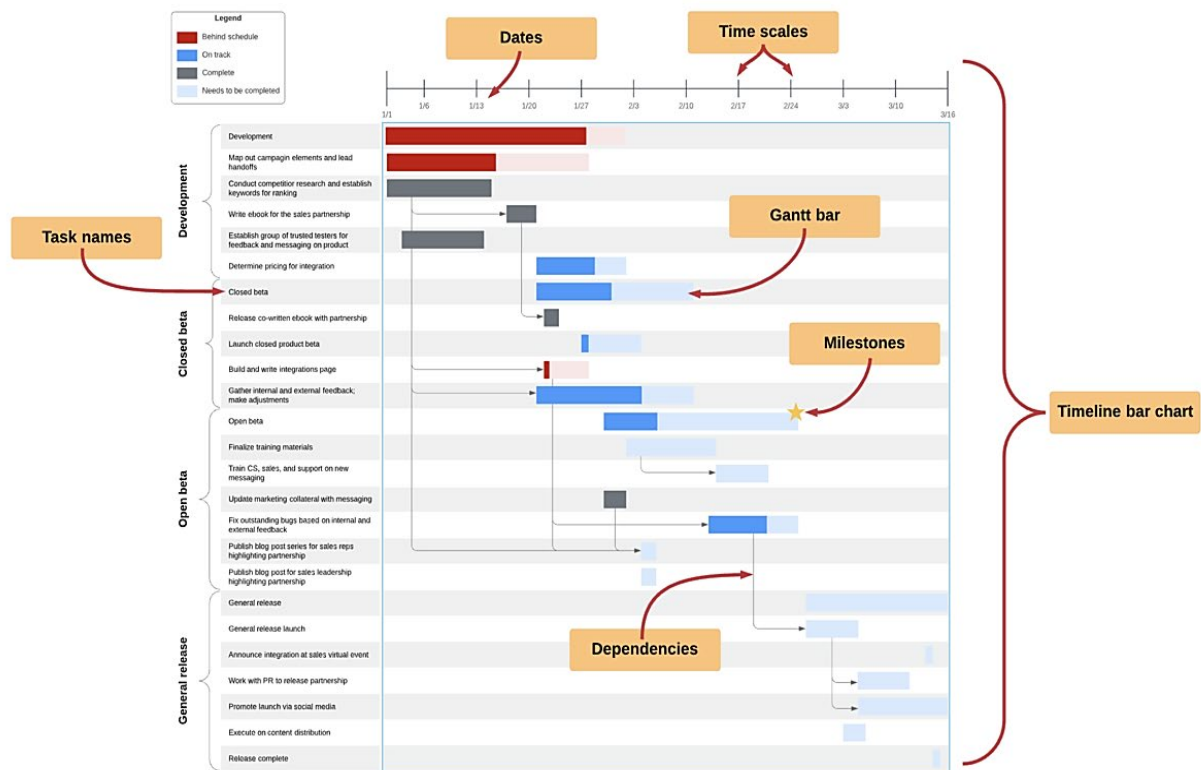 Legend
Behind schedule
On track
Complete
Needs to be completed
Dates
Time scales
1/1
1/6
1/13
1/20
1/27
2/3
2/10
2/17
2/24
3/3
3/10
3/16
Development
Development
Map out campagin elements and lead
handoffs
Conduct competitior research and establish
keywords for ranking
Write ebook for the sales partnership
Establish group of trusted testers for
feedback and messaging on product
Determine pricing for integration
Task names
Gantt bar
Closed beta
Closed beta
Release co-written ebook with partnership
Launch closed product beta
Build and write integrations page
Gather internal and external feedback;
make adjustments
Milestones
Timeline bar chart
Open beta
Open beta
Finalize training materials
Train CS, sales, and support on new
messaging
Update marketing collateral with messaging
Fix outstanding bugs based on internal and
external feedback
Publish blog post series for sales reps
highlighting partnership
Publish blog post for sales leadership
highlighting partnership
Dependencies
General release
General release
General release launch
Announce integration at sales virtual event
Work with PR to release partnership
Promote launch via social media
Execute on content distribution
Release complete